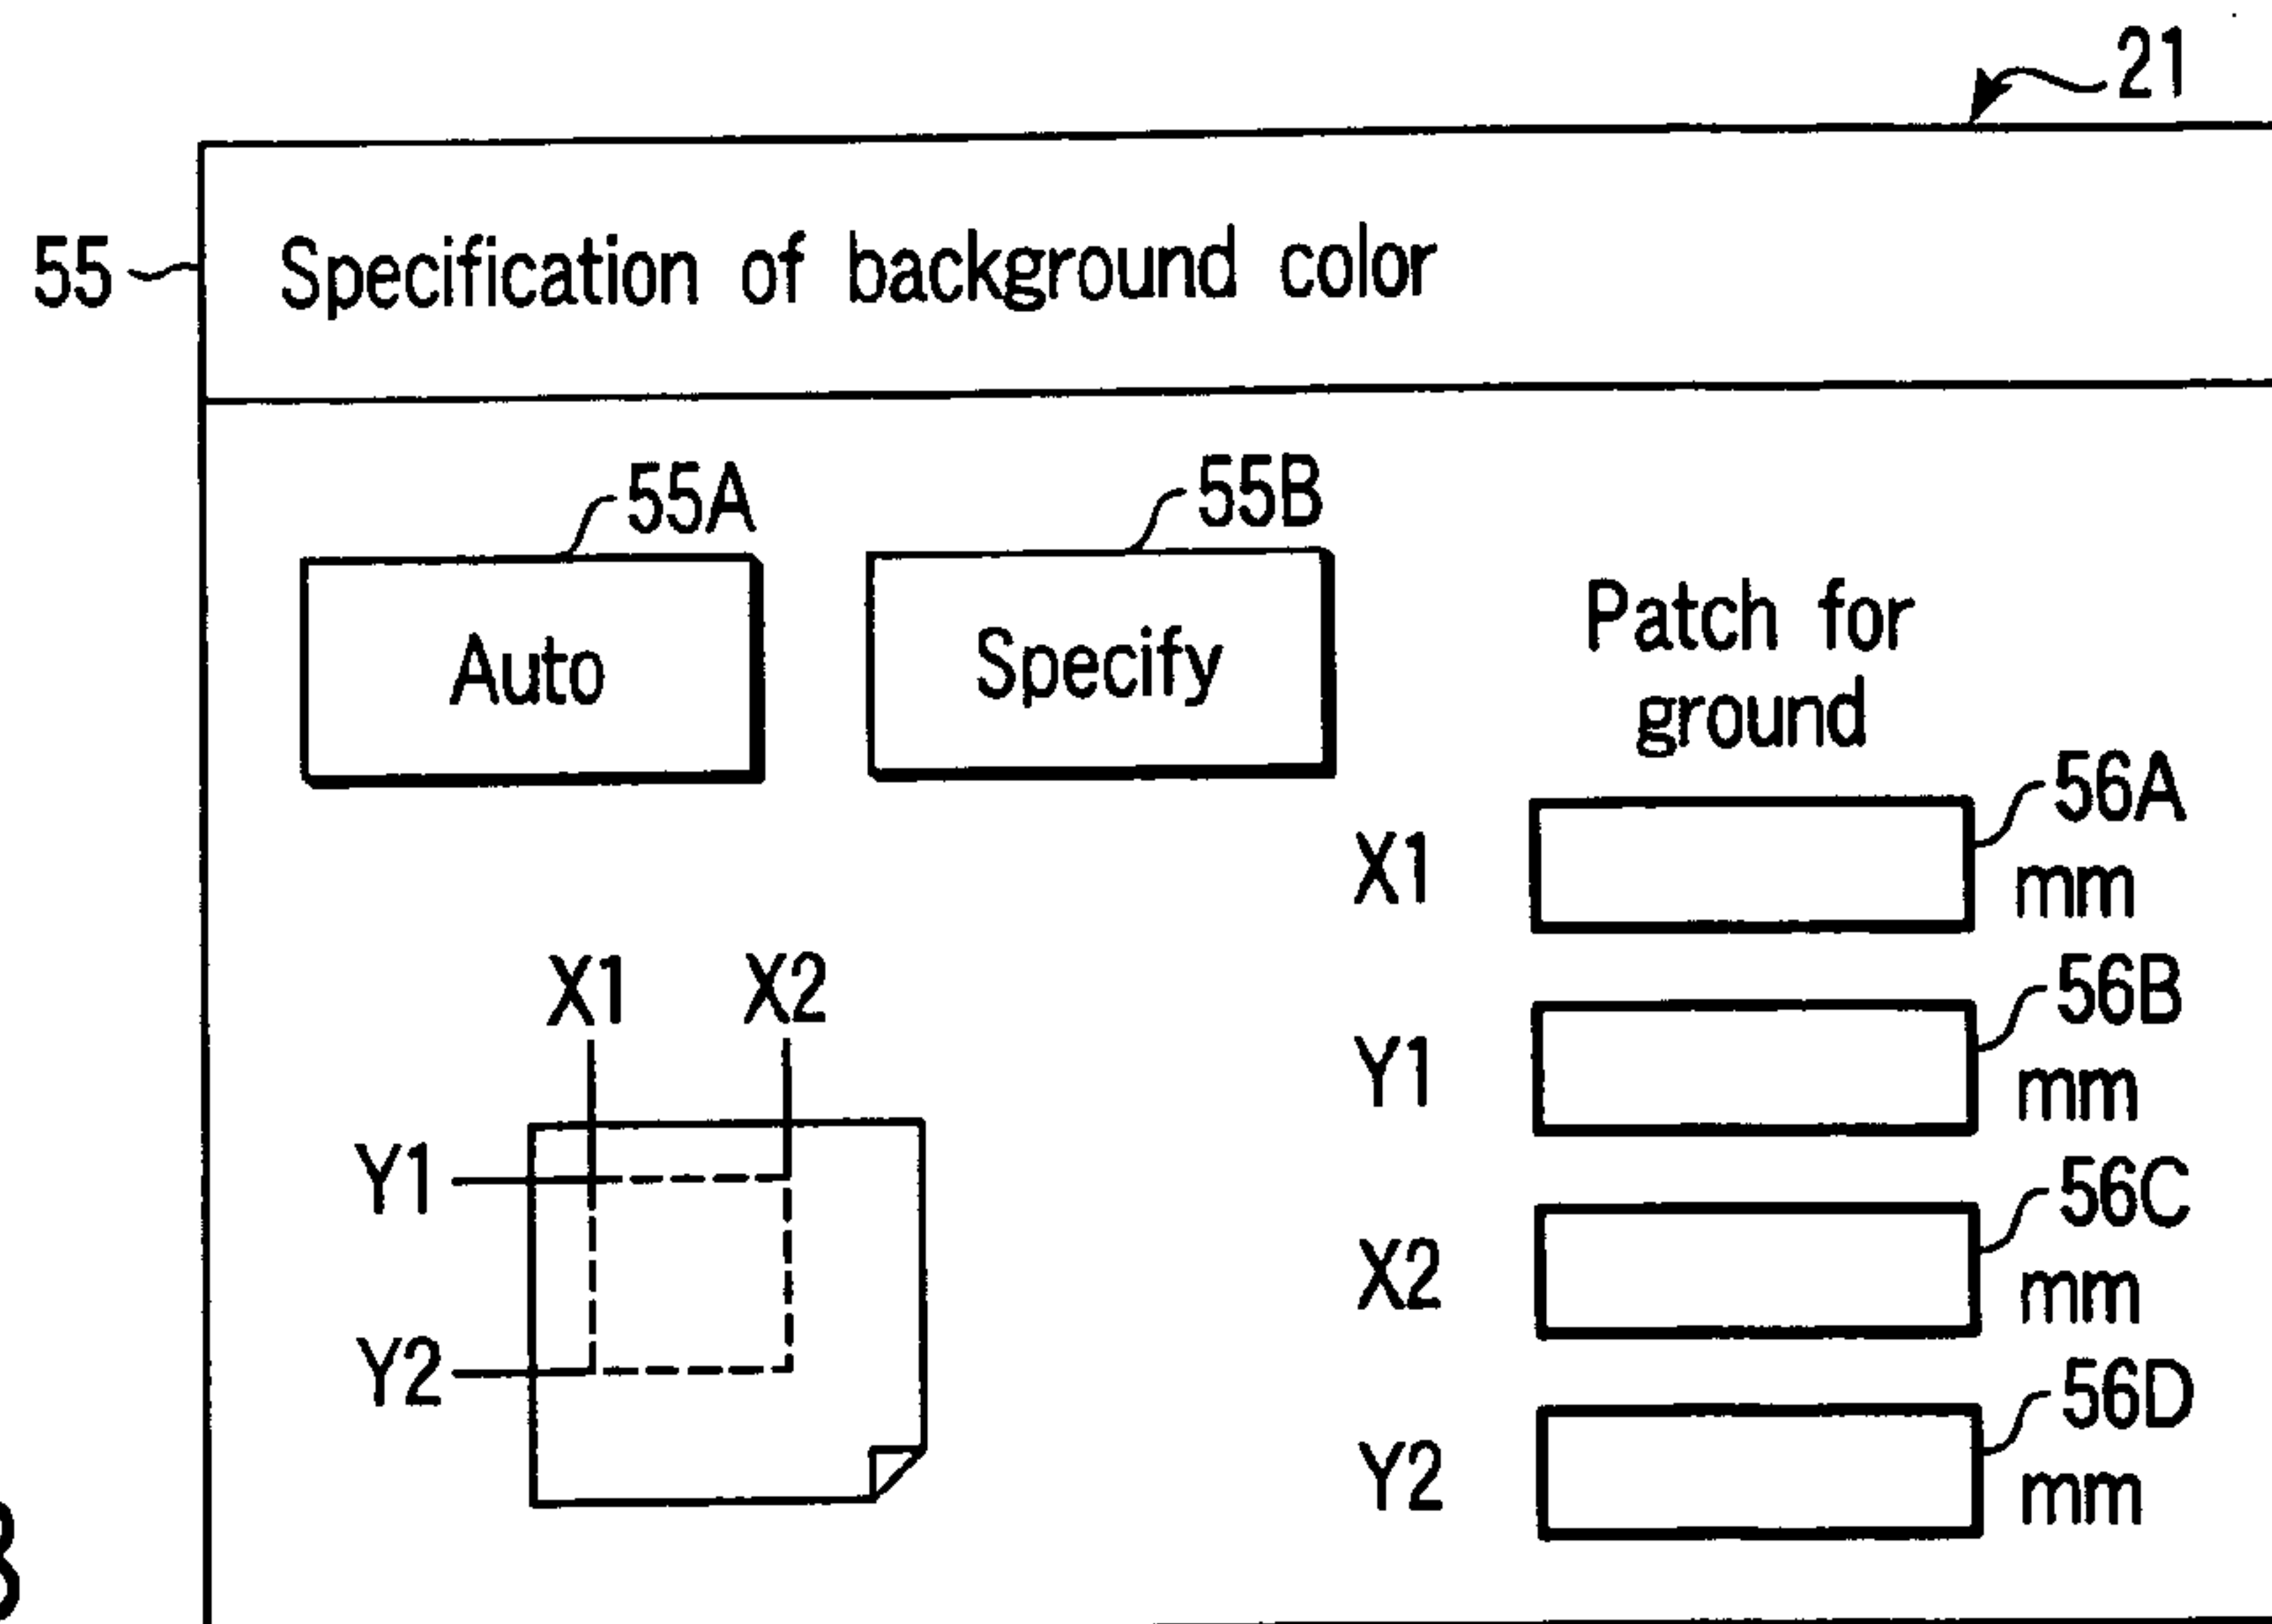 21
55
Specification of background color
55A
55B
Auto
Specify
Patch for
ground
56A
X1
mm
56B
Y1
mm
56C
X2
mm
56D
Y2
mm
X1 X2
Y1
Y2